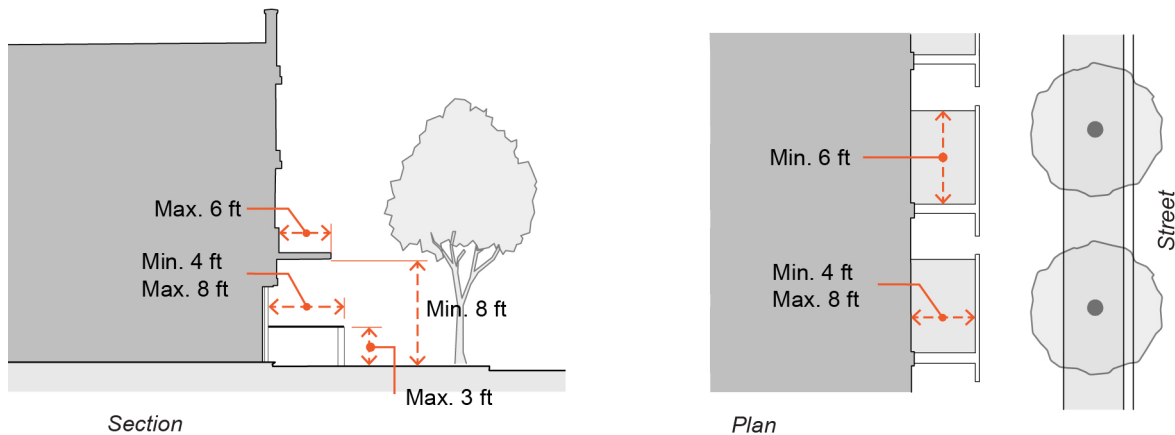 Max. 6 ft
Min. 4 ft
Max. 8 ft
Min. 8 ft
Max. 3 ft
Section
Min. 6 ft
Min. 4 ft
Max. 8 ft
Street
Plan